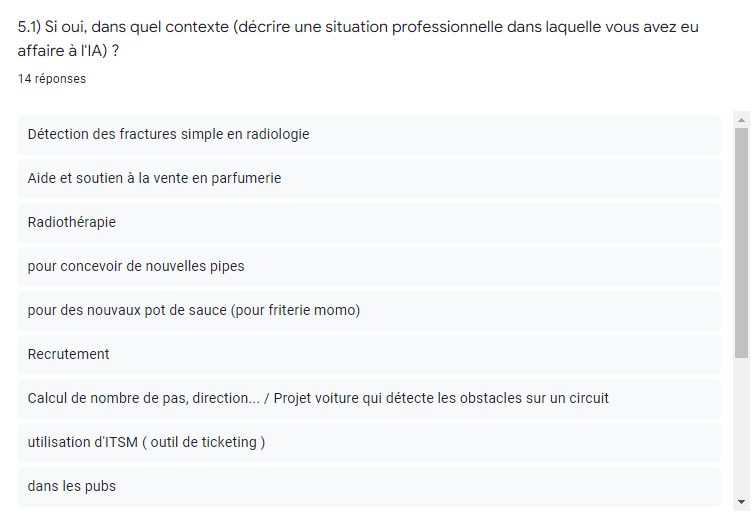 5.1) Si oui, dans quel contexte (décrire une situation professionnelle dans laquelle vous avez eu
affaire à l'IA) ?
14 réponses
Détection des fractures simple en radiologie
Aide et soutien à la vente en parfumerie
Radiothérapie
pour concevoir de nouvelles pipes
pour des nouvaux pot de sauce (pour friterie momo)
Recrutement
Calcul de nombre de pas, direction... / Projet voiture qui détecte les obstacles sur un circuit
utilisation d'ITSM ( outil de ticketing )
dans les pubs